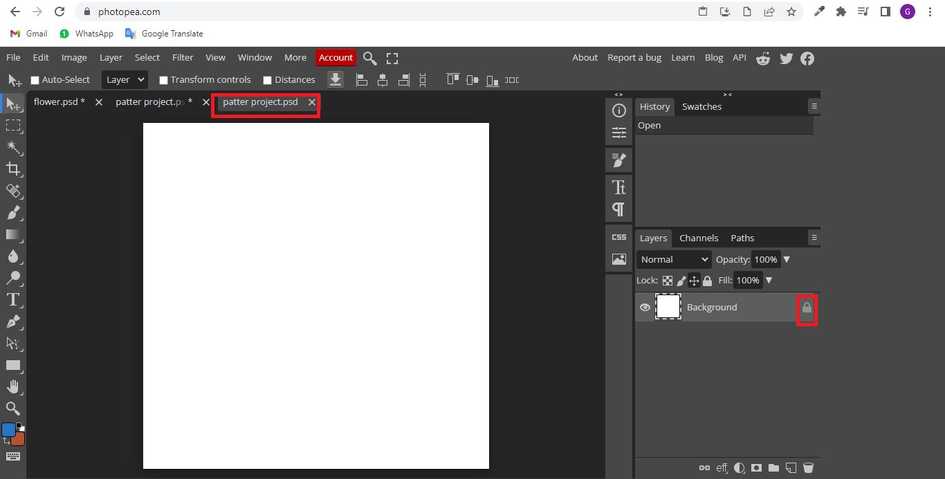 photopea.com
G
Gmail WhatsApp Google Translate
File Edit Image Layer Select Filter View Window More Account About Report a bug Learn Blog API
Auto-Select Layer Transform controls Distances
flower.psd * patter project.ps * patter project.psd
History Swatches
Open
CSS
Layers Channels Paths
Normal Opacity: 100%
Lock: Fill: 100%
Background
eff